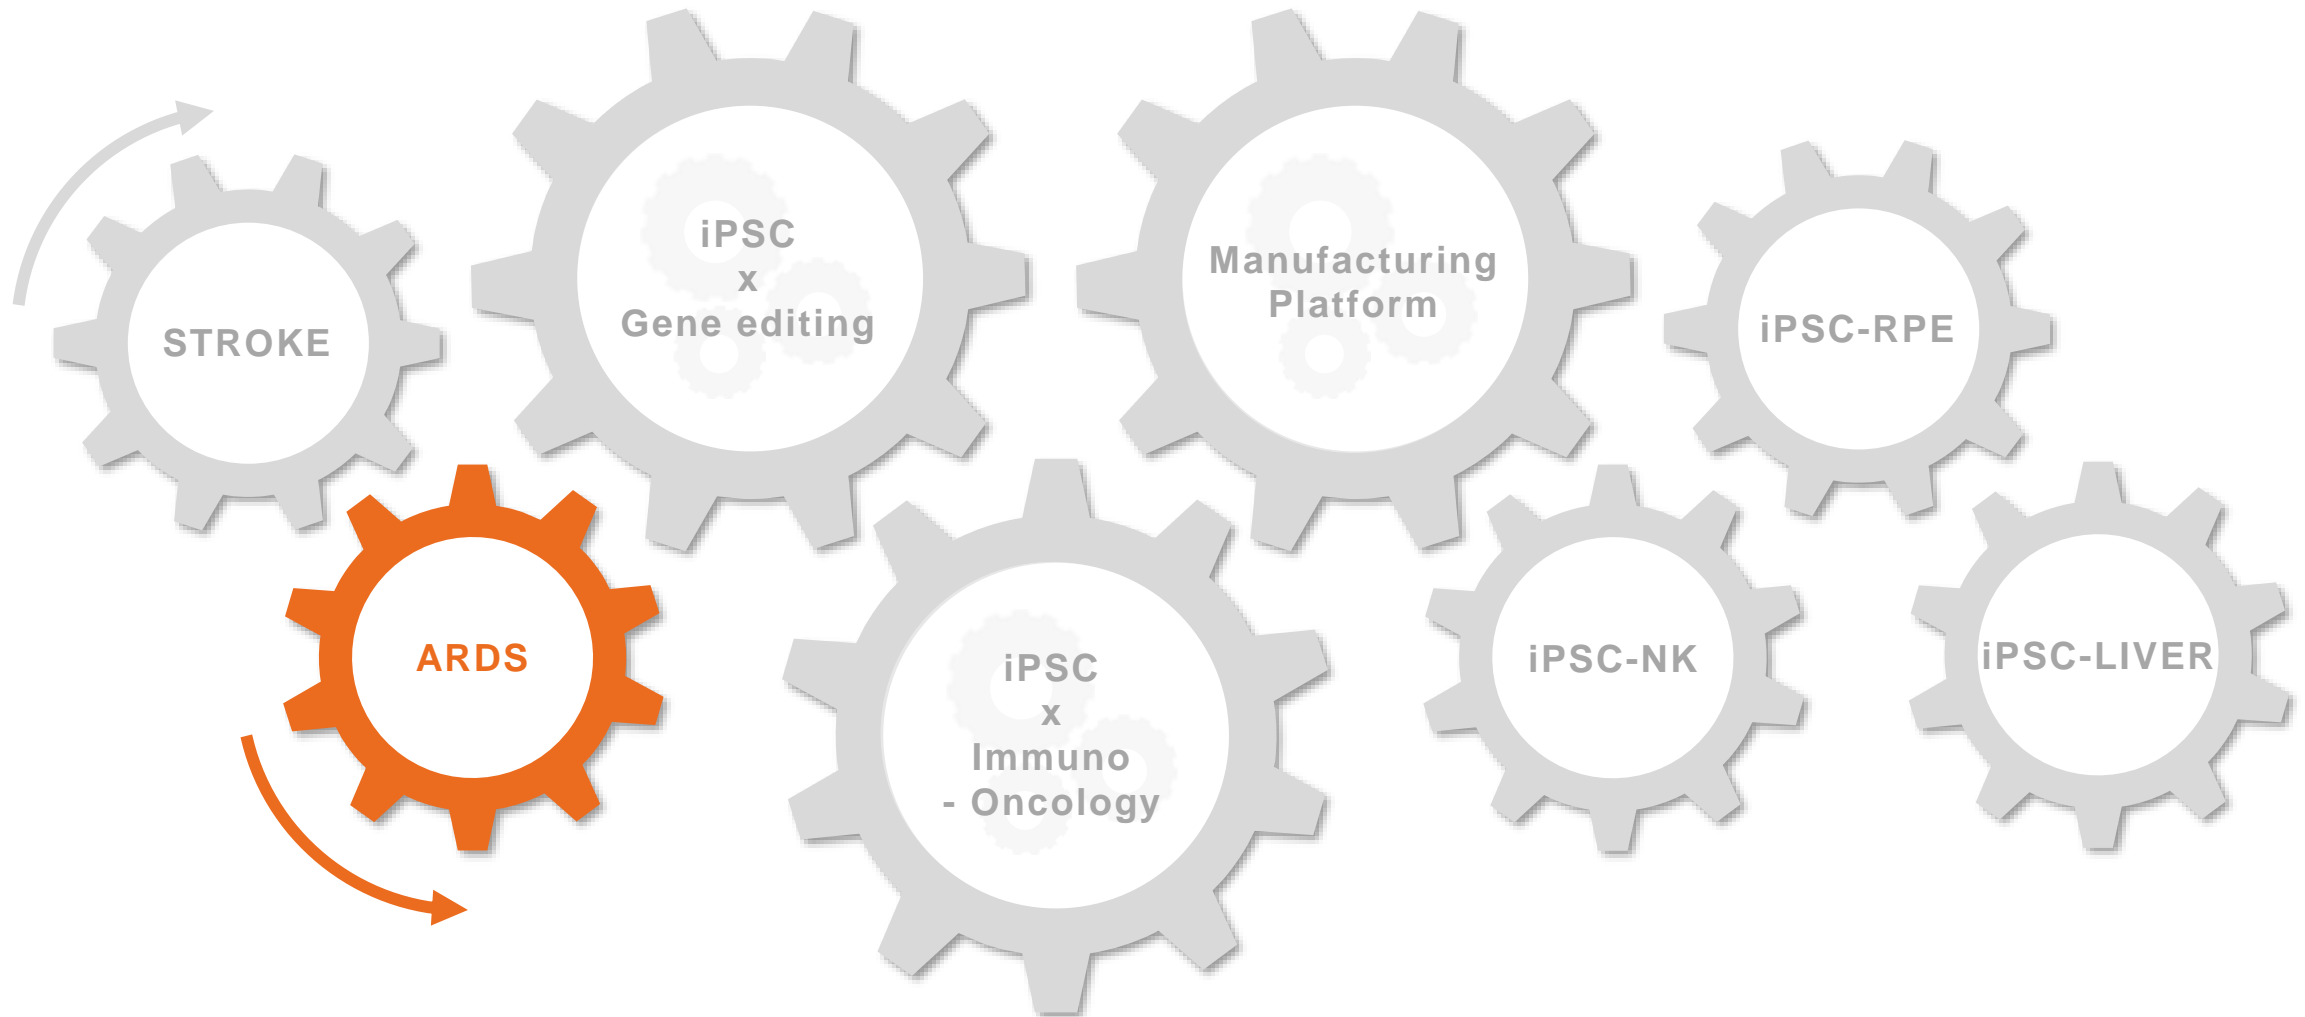 STROKE
iPSC
x
Gene editing
Manufacturing
Platform
iPSC-RPE
ARDS
iPSC
x
Immuno
- Oncology
iPSC-NK
iPSC-LIVER